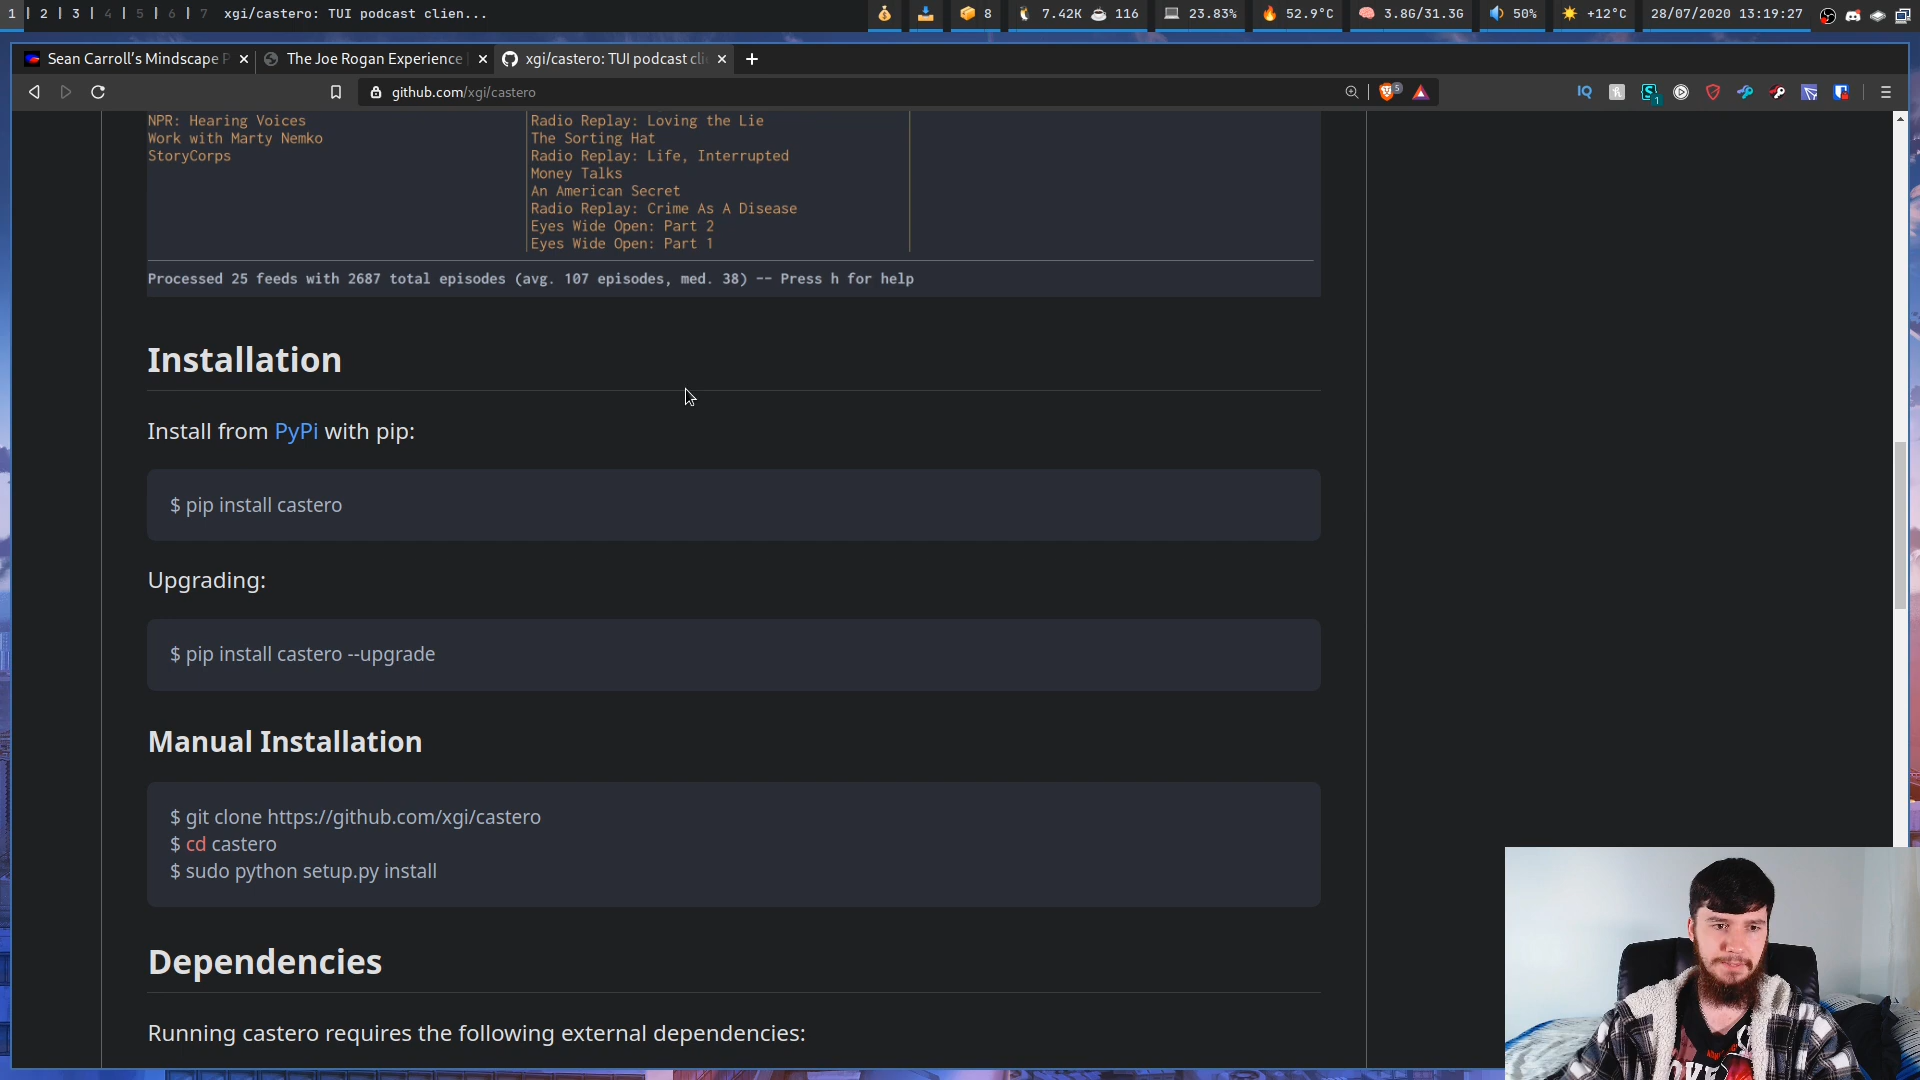 1 | 2 | 3 | 4 | 5 | 6 | 7 xgi/castero: TUI podcast clien...
8
7.42K 116
23.83%
52.9°C
3.8G/31.3G
50%
+12°C
28/07/2020 13:19:27
Sean Carroll's Mindscape P
The Joe Rogan Experience
xgi/castero: TUI podcast cli
github.com/xgi/castero
5
IQ
1
NPR: Hearing Voices
Work with Marty Nemko
StoryCorps
Radio Replay: Loving the Lie
The Sorting Hat
Radio Replay: Life, Interrupted
Money Talks
An American Secret
Radio Replay: Crime As A Disease
Eyes Wide Open: Part 2
Eyes Wide Open: Part 1
Processed 25 feeds with 2687 total episodes (avg. 107 episodes, med. 38) -- Press h for help
Installation
Install from PyPi with pip:
$ pip install castero
Upgrading:
$ pip install castero --upgrade
Manual Installation
$ git clone https://github.com/xgi/castero
$ cd castero
$ sudo python setup.py install
Dependencies
Running castero requires the following external dependencies: